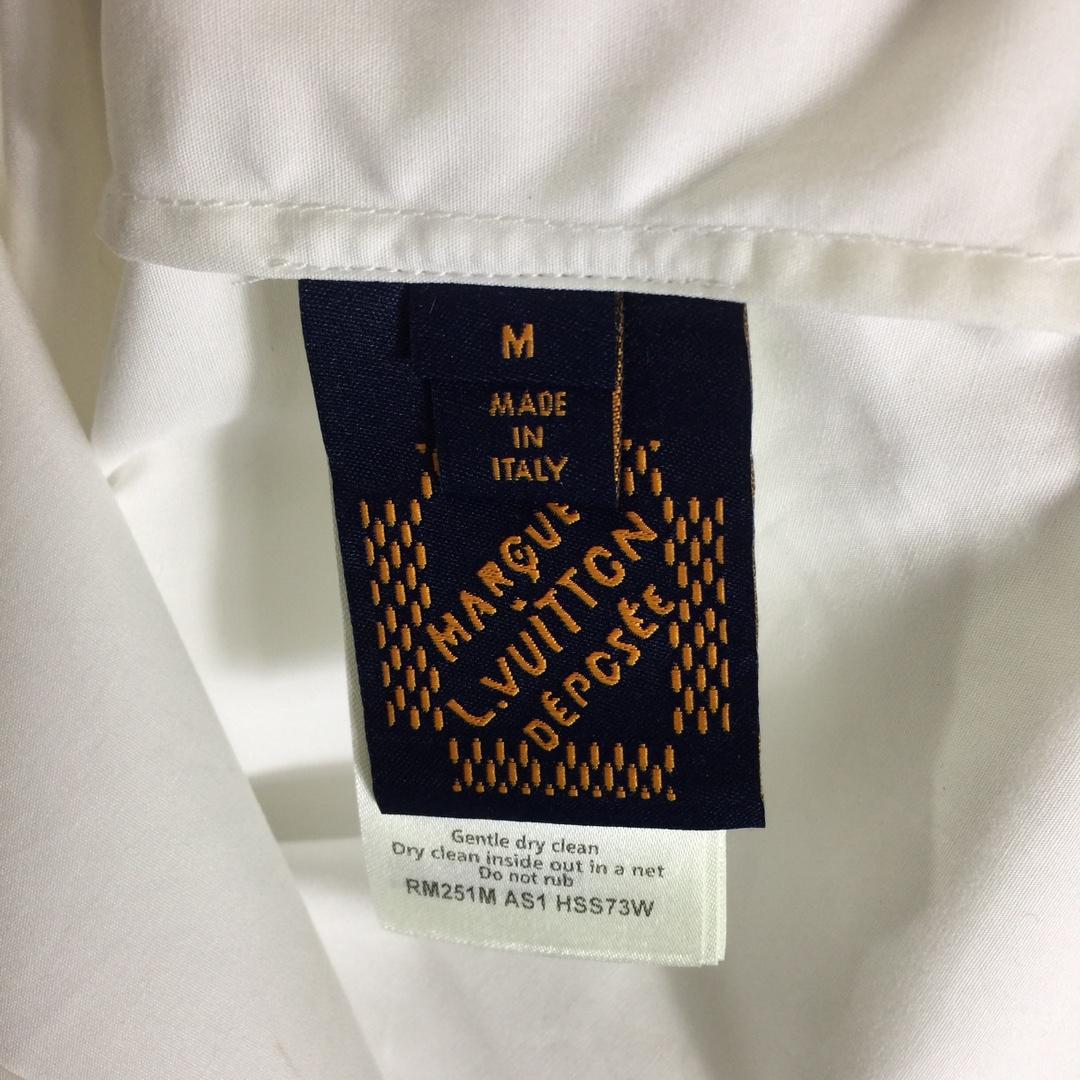 M
MADE
IN
ITALY
MARQUE
L.VUITTON
DÉPOSÉE
Gentle dry clean
Dry clean inside out in a net
Do not rub
RM251M AS1 HSS73W